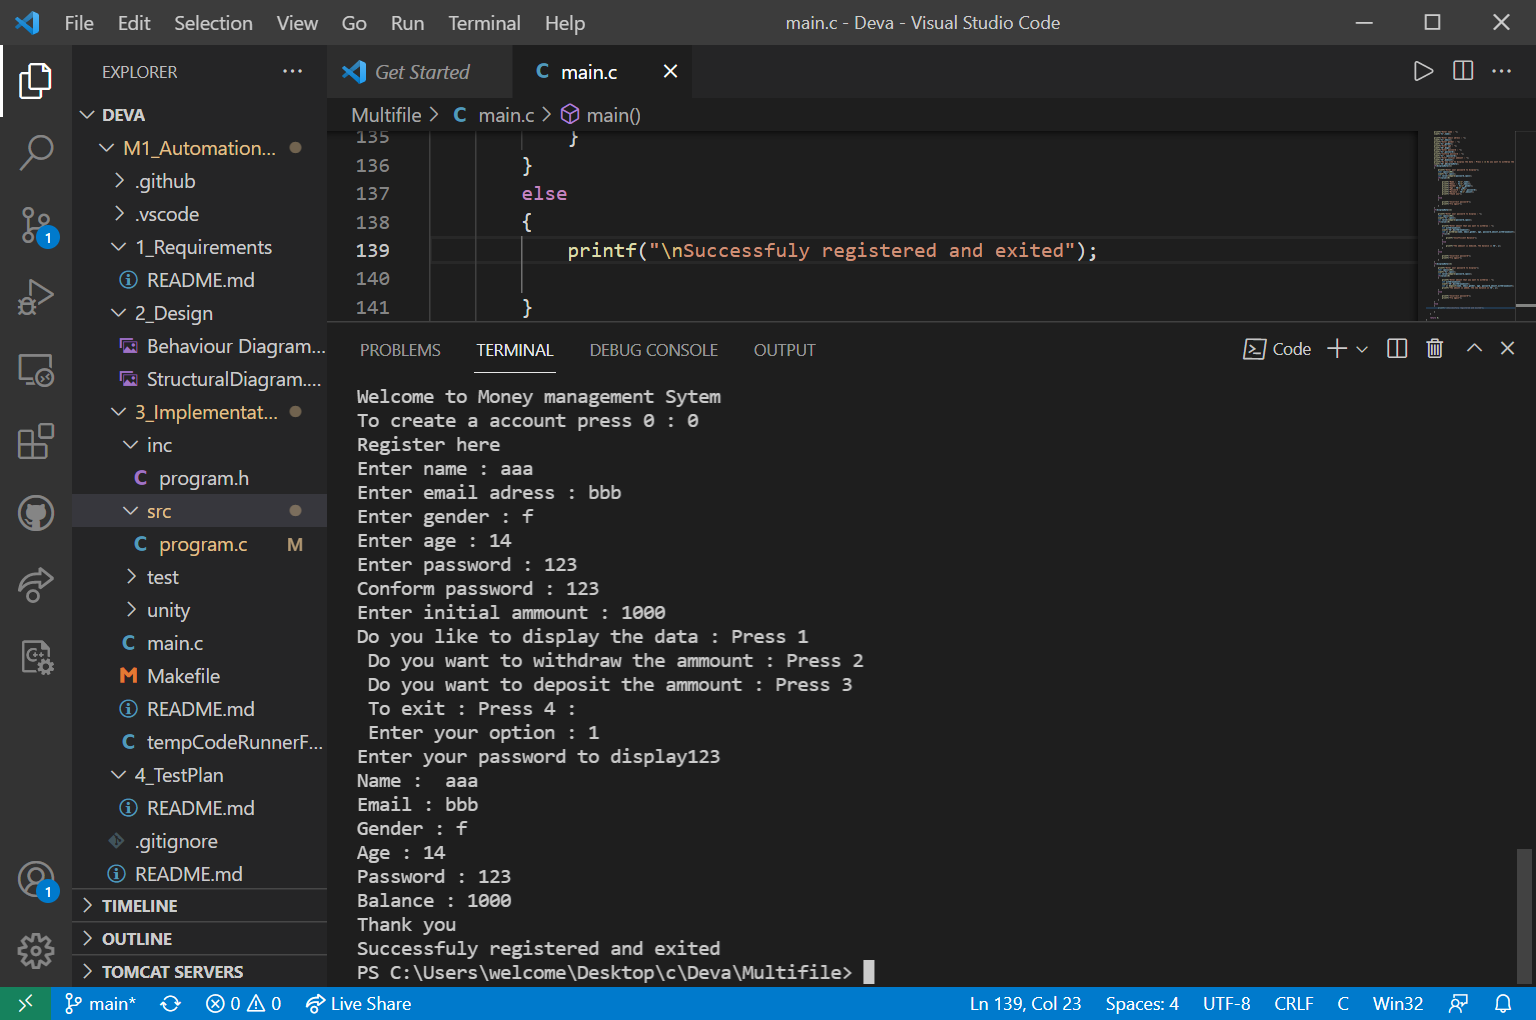 File Edit Selection View Go Run Terminal Help
main.c - Deva - Visual Studio Code
EXPLORER
DEVA
M1_Automation...
.github
.vscode
1_Requirements
README.md
2_Design
Behaviour Diagram...
StructuralDiagram....
3_Implementat...
inc
C program.h
src
C program.c M
test
unity
C main.c
M Makefile
README.md
C tempCodeRunnerF...
4_TestPlan
README.md
.gitignore
README.md
TIMELINE
OUTLINE
TOMCAT SERVERS
1
1
Get Started
C main.c
Multifile > C main.c > main()
135 }
136 }
137 else
138 {
139 printf("\nSuccessfuly registered and exited");
140
141 }
PROBLEMS TERMINAL DEBUG CONSOLE OUTPUT
Code
Welcome to Money management Sytem
To create a account press 0 : 0
Register here
Enter name : aaa
Enter email adress : bbb
Enter gender : f
Enter age : 14
Enter password : 123
Conform password : 123
Enter initial ammount : 1000
Do you like to display the data : Press 1
Do you want to withdraw the ammount : Press 2
Do you want to deposit the ammount : Press 3
To exit : Press 4 :
Enter your option : 1
Enter your password to display123
Name :  aaa
Email : bbb
Gender : f
Age : 14
Password : 123
Balance : 1000
Thank you
Successfuly registered and exited
PS C:\Users\welcome\Desktop\c\Deva\Multifile>
main* 0 0 Live Share
Ln 139, Col 23 Spaces: 4 UTF-8 CRLF C Win32